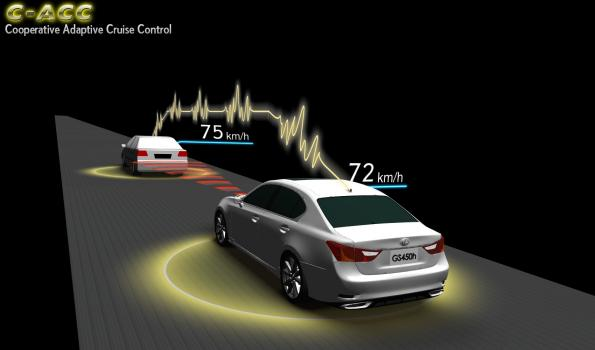 C-ACC
Cooperative Adaptive Cruise Control
75 km/h
72 km/h
GS450h